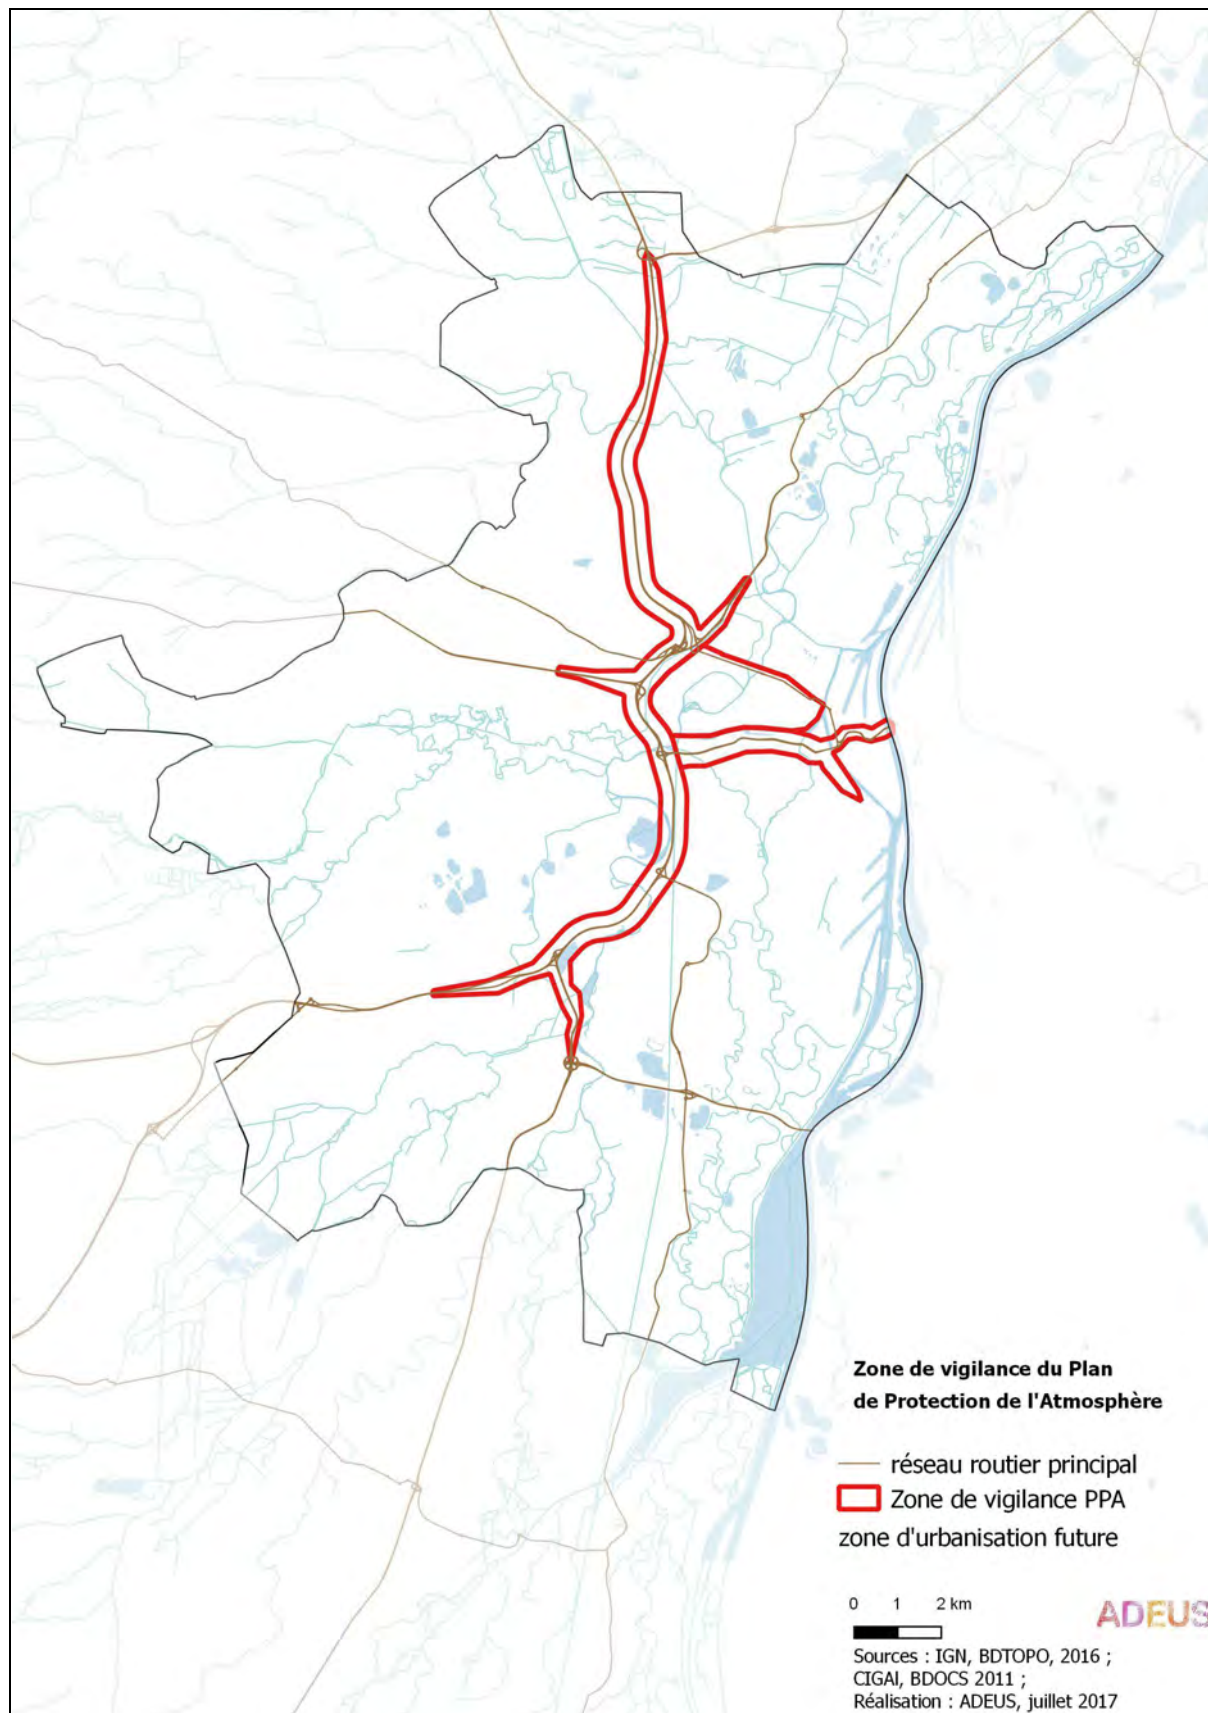 Zone de vigilance du Plan
de Protection de l'Atmosphère
réseau routier principal
Zone de vigilance PPA
zone d'urbanisation future
0 1 2 km
ADEUS
Sources : IGN, BDTOPO, 2016 ;
CIGAL, BDOCS 2011 ;
Réalisation : ADEUS, juillet 2017